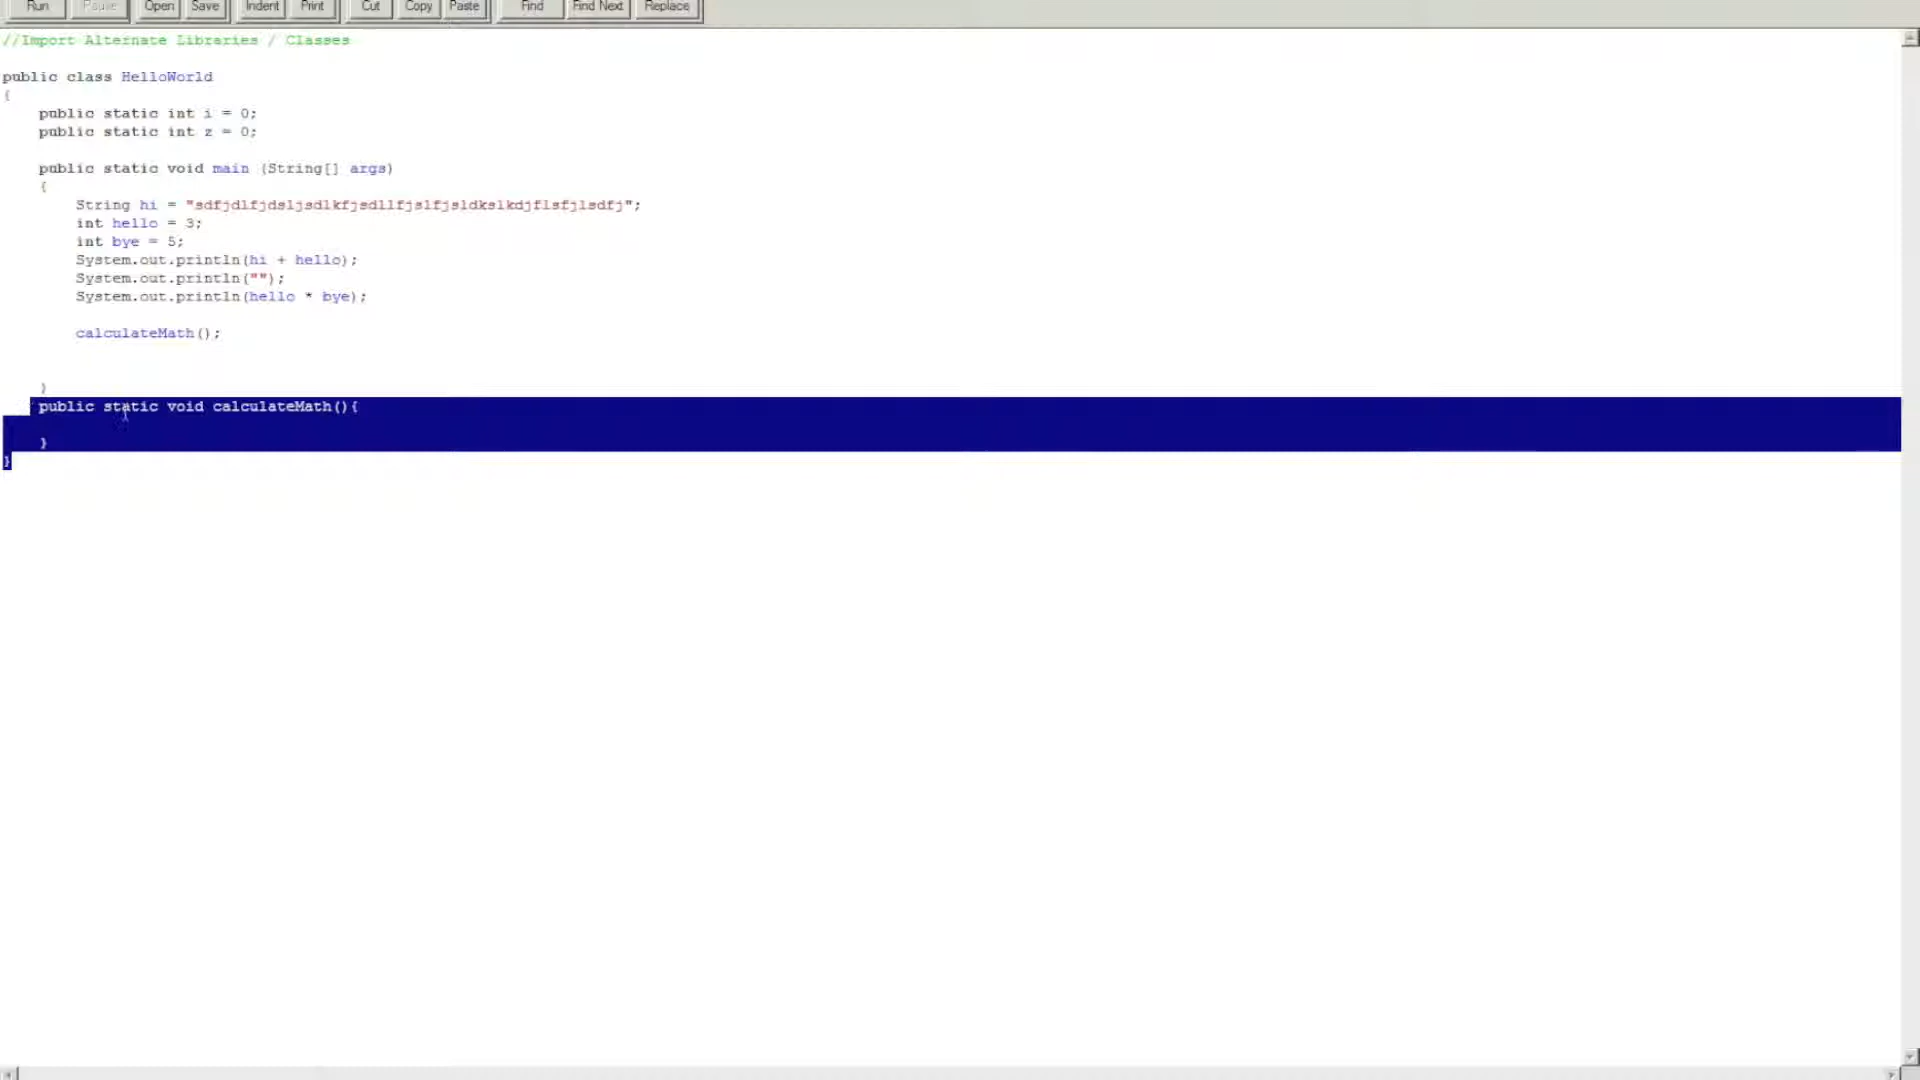 Run Pause Open Save Indent Print Cut Copy Paste Find Find Next Replace
//Import Alternate Libraries / Classes
public class HelloWorld
{
public static int i = 0;
public static int z = 0;
public static void main (String[] args)
{
String hi = "sdfjdlfjdsljsdlkfjsdllfjslfjsldkslkdjflsfjlsdfj";
int hello = 3;
int bye = 5;
System.out.println(hi + hello);
System.out.println("");
System.out.println(hello * bye);
calculateMath();
}
public static void calculateMath(){
}
}